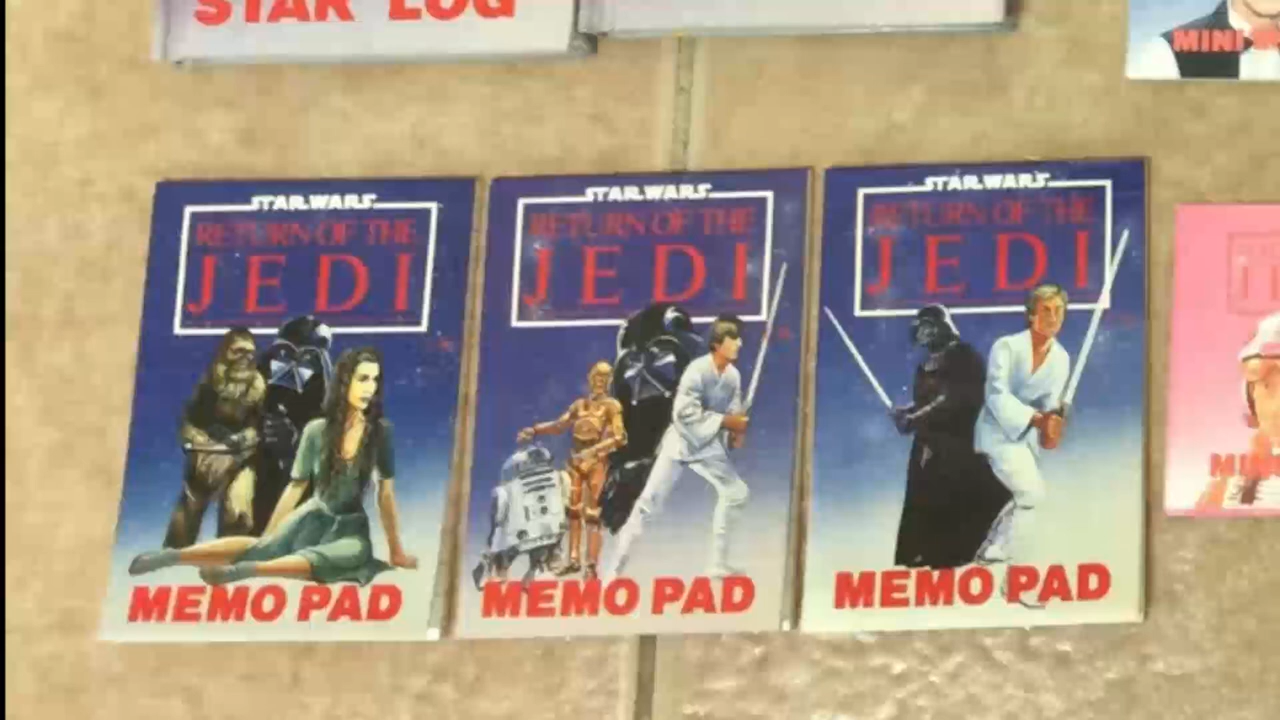 STAR LOG
MINI
STAR WARS
RETURN OF THE
JEDI
MEMO PAD
STAR WARS
RETURN OF THE
JEDI
MEMO PAD
STAR WARS
RETURN OF THE
JEDI
MEMO PAD